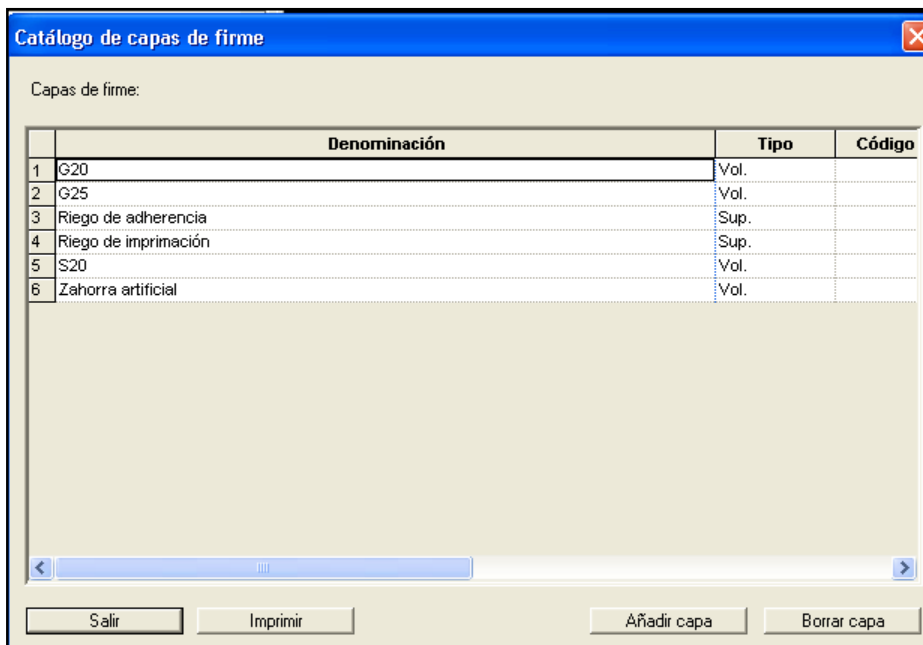 Catálogo de capas de firme
Capas de firme:
Denominación Tipo Código
1 G20 Vol.
2 G25 Vol.
3 Riego de adherencia Sup.
4 Riego de imprimación Sup.
5 S20 Vol.
6 Zahorra artificial Vol.
Salir Imprimir Añadir capa Borrar capa